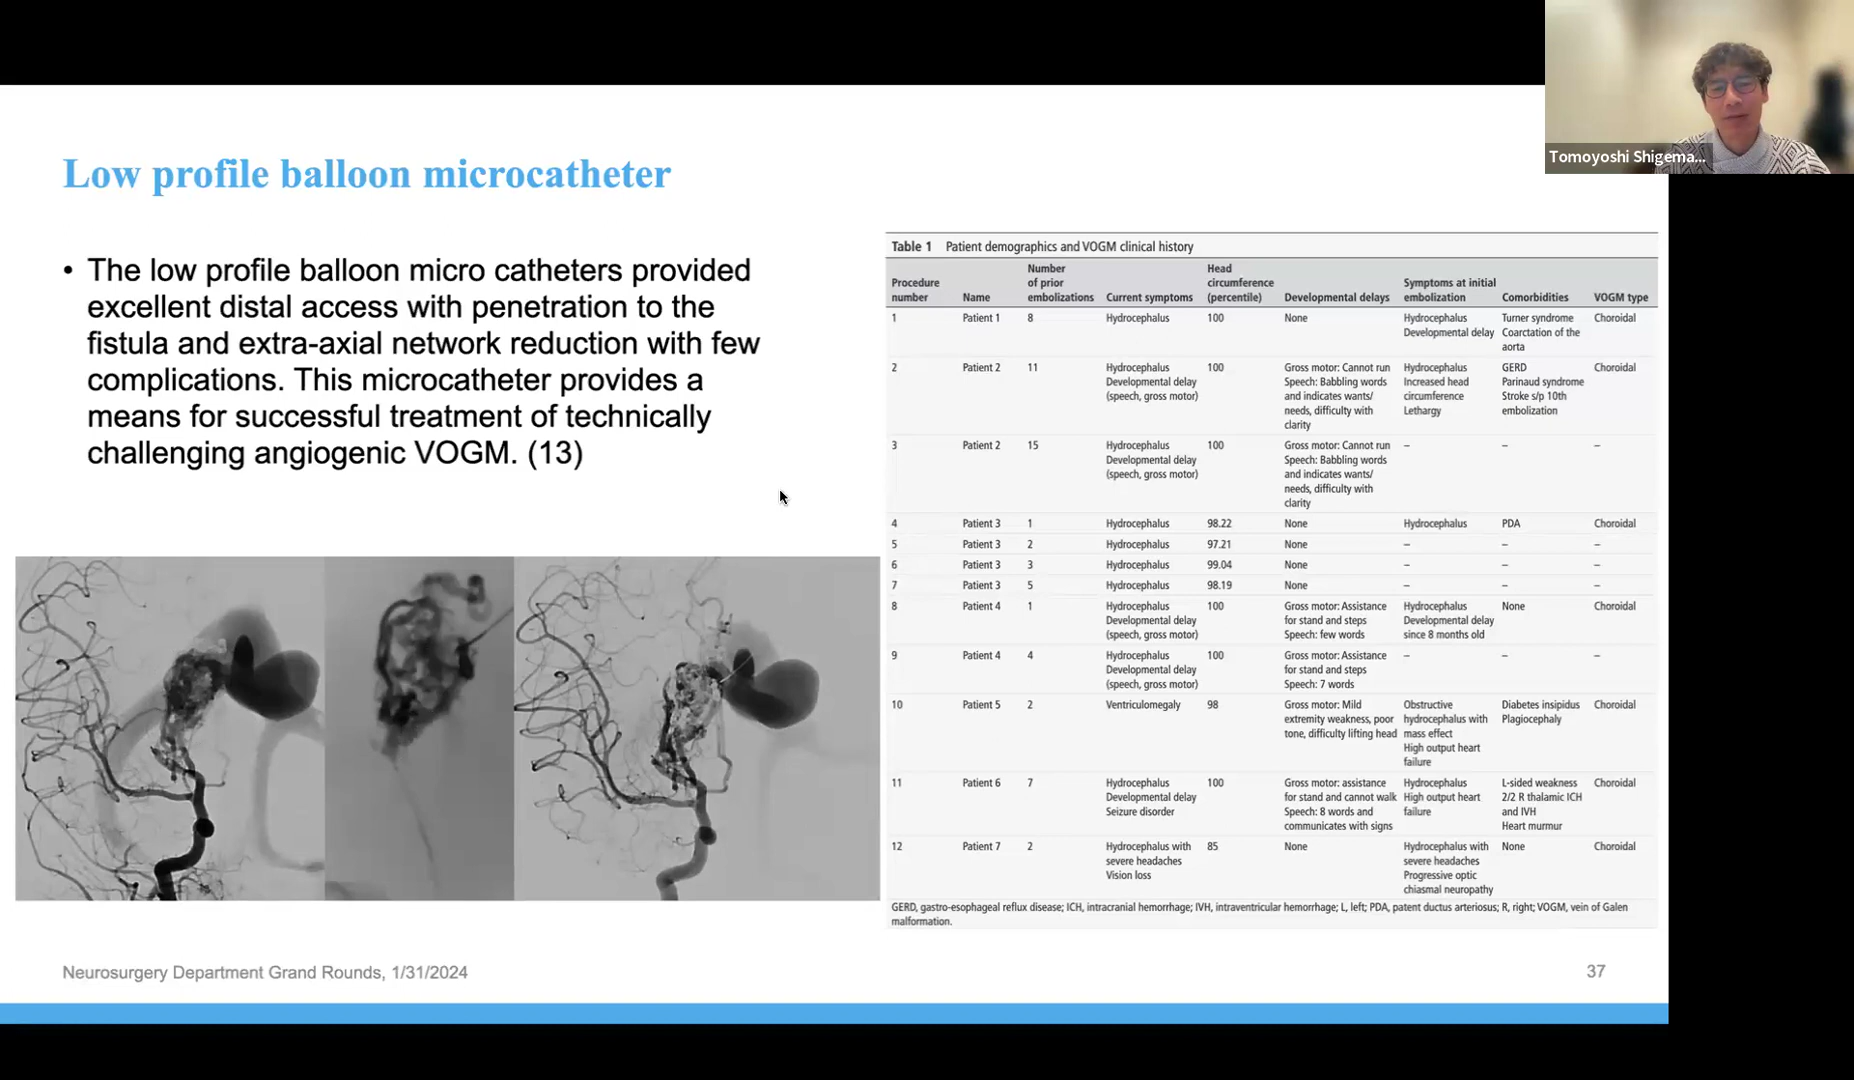 Tomoyoshi Shigema...
Low profile balloon microcatheter
• The low profile balloon micro catheters provided
excellent distal access with penetration to the
fistula and extra-axial network reduction with few
complications. This microcatheter provides a
means for successful treatment of technically
challenging angiogenic VOGM. (13)
Table 1 Patient demographics and VOGM clinical history
Procedure number | Name | Number of prior embolizations | Current symptoms | Head circumference (percentile) | Developmental delays | Symptoms at initial embolization | Comorbidities | VOGM type
1 Patient 1 8 Hydrocephalus 100 None Hydrocephalus Turner syndrome Choroidal
Developmental delay Coarctation of the
aorta
2 Patient 2 11 Hydrocephalus 100 Gross motor: Cannot run Hydrocephalus GERD Choroidal
Developmental delay Speech: Babbling words Increased head Parinaud syndrome
(speech, gross motor) and indicates wants/ circumference Stroke s/p 10th
needs, difficulty with Lethargy embolization
clarity
3 Patient 2 15 Hydrocephalus 100 Gross motor: Cannot run – – –
Developmental delay Speech: Babbling words
(speech, gross motor) and indicates wants/
needs, difficulty with
clarity
4 Patient 3 1 Hydrocephalus 98.22 None Hydrocephalus PDA Choroidal
5 Patient 3 2 Hydrocephalus 97.21 None – – –
6 Patient 3 3 Hydrocephalus 99.04 None – – –
7 Patient 3 5 Hydrocephalus 98.19 None – – –
8 Patient 4 1 Hydrocephalus 100 Gross motor: Assistance Hydrocephalus None Choroidal
Developmental delay for stand and steps Developmental delay
(speech, gross motor) Speech: few words since 8 months old
9 Patient 4 4 Hydrocephalus 100 Gross motor: Assistance – – –
Developmental delay for stand and steps
(speech, gross motor) Speech: 7 words
10 Patient 5 2 Ventriculomegaly 98 Gross motor: Mild Obstructive Diabetes insipidus Choroidal
extremity weakness, poor hydrocephalus with Plagiocephaly
tone, difficulty lifting head mass effect
High output heart
failure
11 Patient 6 7 Hydrocephalus 100 Gross motor: assistance Hydrocephalus L-sided weakness Choroidal
Developmental delay for stand and cannot walk High output heart 2/2 R thalamic ICH
Seizure disorder Speech: 8 words and failure and IVH
communicates with signs Heart murmur
12 Patient 7 2 Hydrocephalus with 85 None Hydrocephalus with None Choroidal
severe headaches severe headaches
Vision loss Progressive optic
chiasmal neuropathy
GERD, gastro-esophageal reflux disease; ICH, intracranial hemorrhage; IVH, intraventricular hemorrhage; L, left; PDA, patent ductus arteriosus; R, right; VOGM, vein of Galen
malformation.
Neurosurgery Department Grand Rounds, 1/31/2024
37